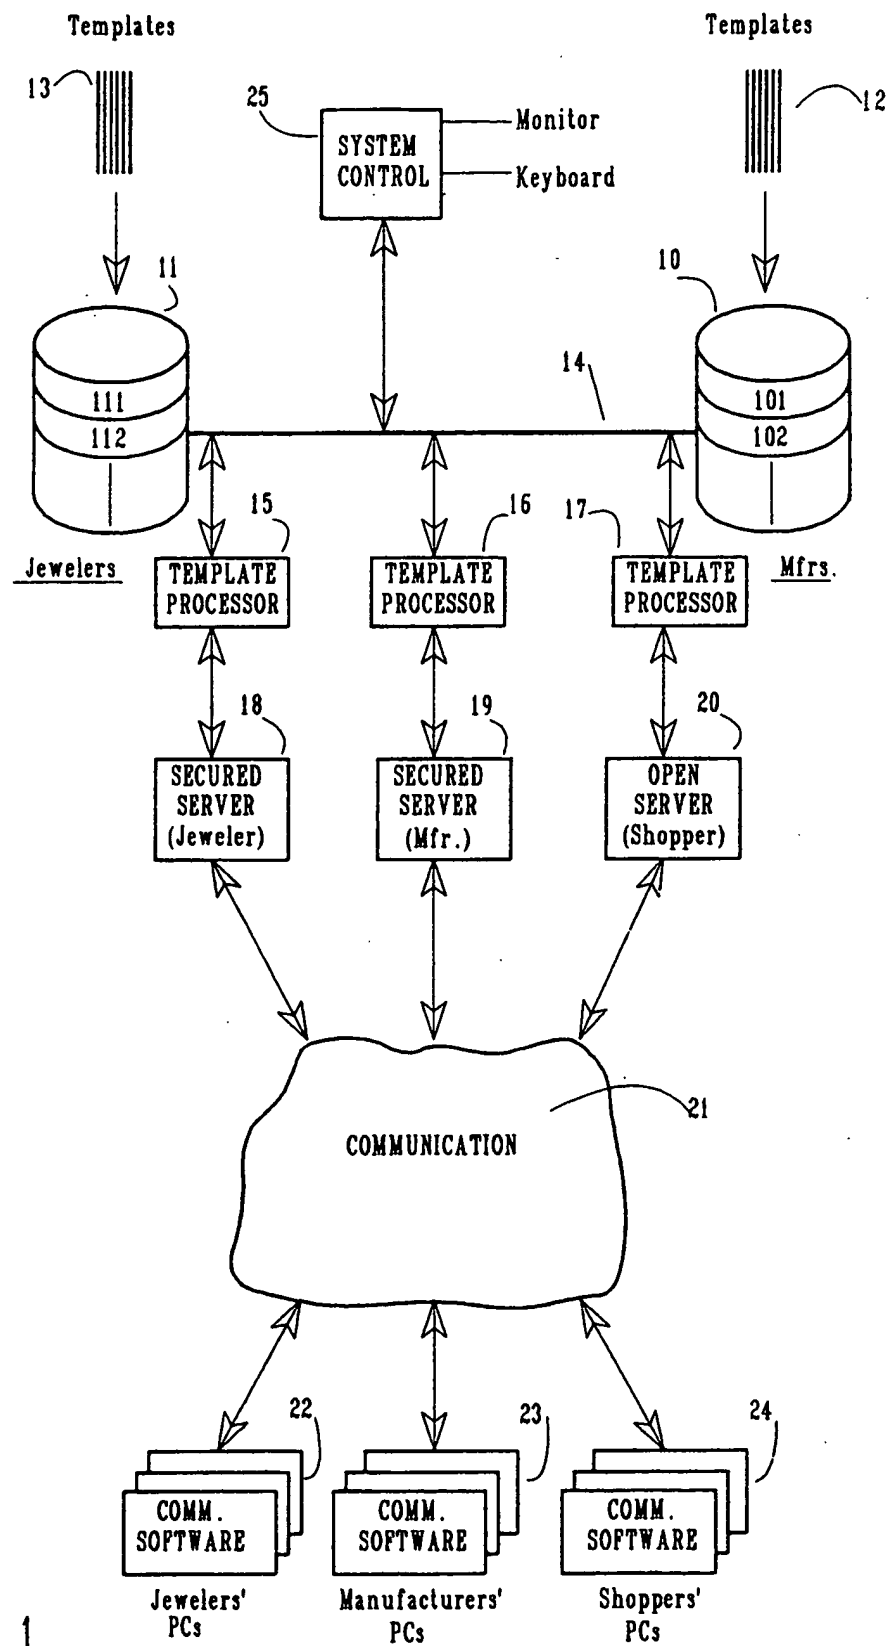 Templates
Templates
13
12
25
SYSTEM
CONTROL
Monitor
Keyboard
11
10
14
111
112
101
102
Jewelers
Mfrs.
15
16
17
TEMPLATE
PROCESSOR
TEMPLATE
PROCESSOR
TEMPLATE
PROCESSOR
18
19
20
SECURED
SERVER
(Jeweler)
SECURED
SERVER
(Mfr.)
OPEN
SERVER
(Shopper)
21
COMMUNICATION
22
23
24
COMM.
SOFTWARE
COMM.
SOFTWARE
COMM.
SOFTWARE
Jewelers'
PCs
Manufacturers'
PCs
Shoppers'
PCs
1